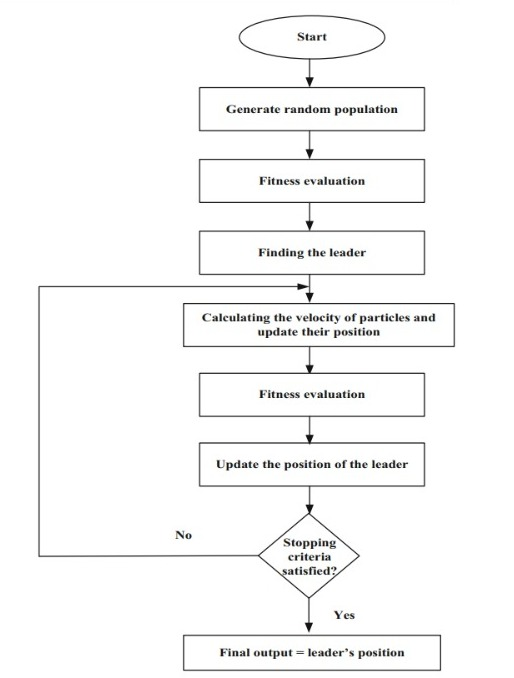 Start
Generate random population
Fitness evaluation
Finding the leader
Calculating the velocity of particles and
update their position
Fitness evaluation
Update the position of the leader
Stopping
criteria
satisfied?
No
Yes
Final output = leader's position